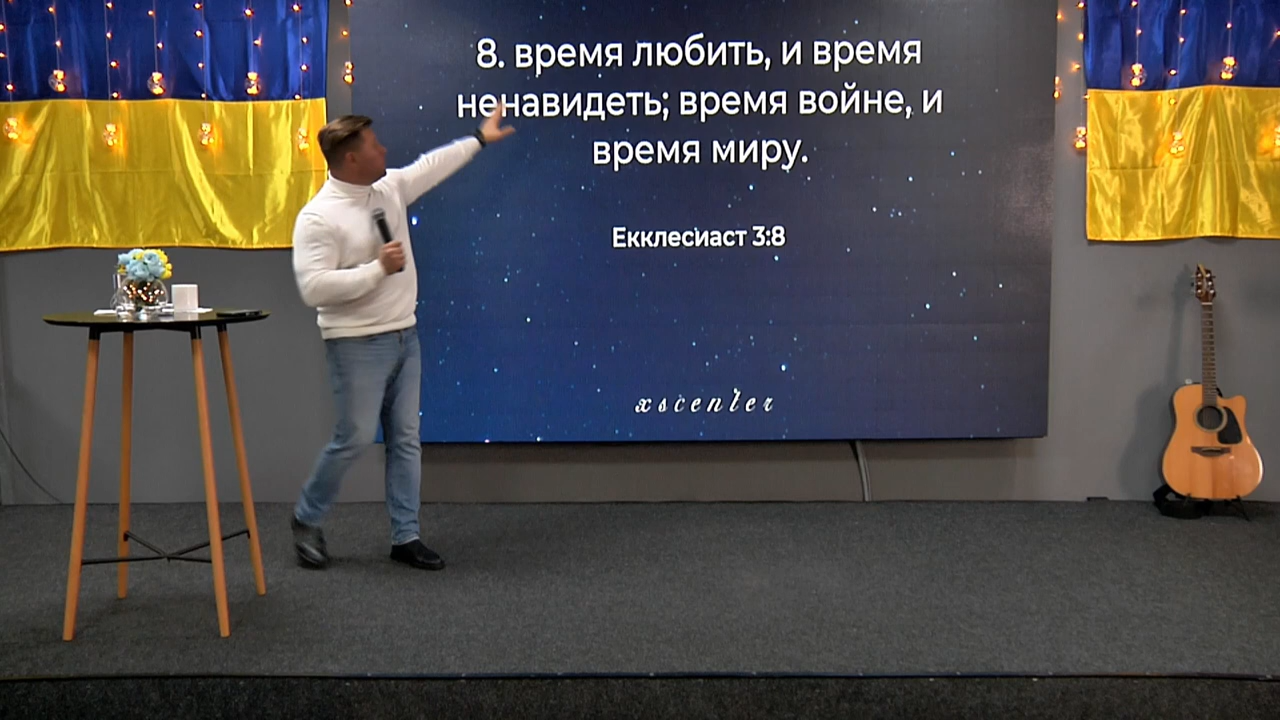 8. время любить, и время
ненавидеть; время войне, и
время миру.
Екклесиаст 3:8
xscenter